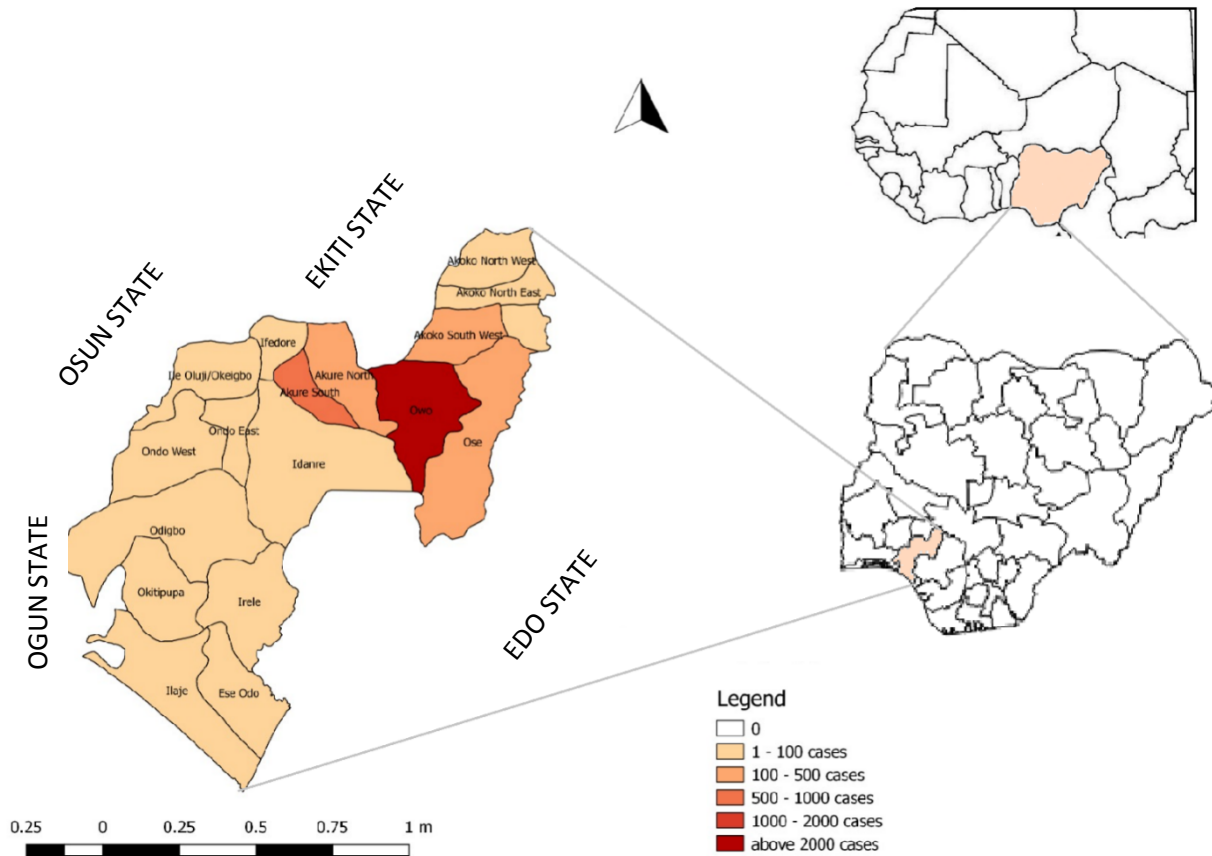 EKITI STATE
OSUN STATE
OGUN STATE
EDO STATE
Akoko North West
Akoko North East
Akoko South West
Ifedore
Akure North
Ile Oluji/Okeigbo
Akure South
Owo
Ondo East
Ose
Ondo West
Idanre
Odigbo
Okitipupa
Irele
Ilaje
Ese Odo
Legend
0
1 - 100 cases
100 - 500 cases
500 - 1000 cases
1000 - 2000 cases
above 2000 cases
0.25 0 0.25 0.5 0.75 1 m